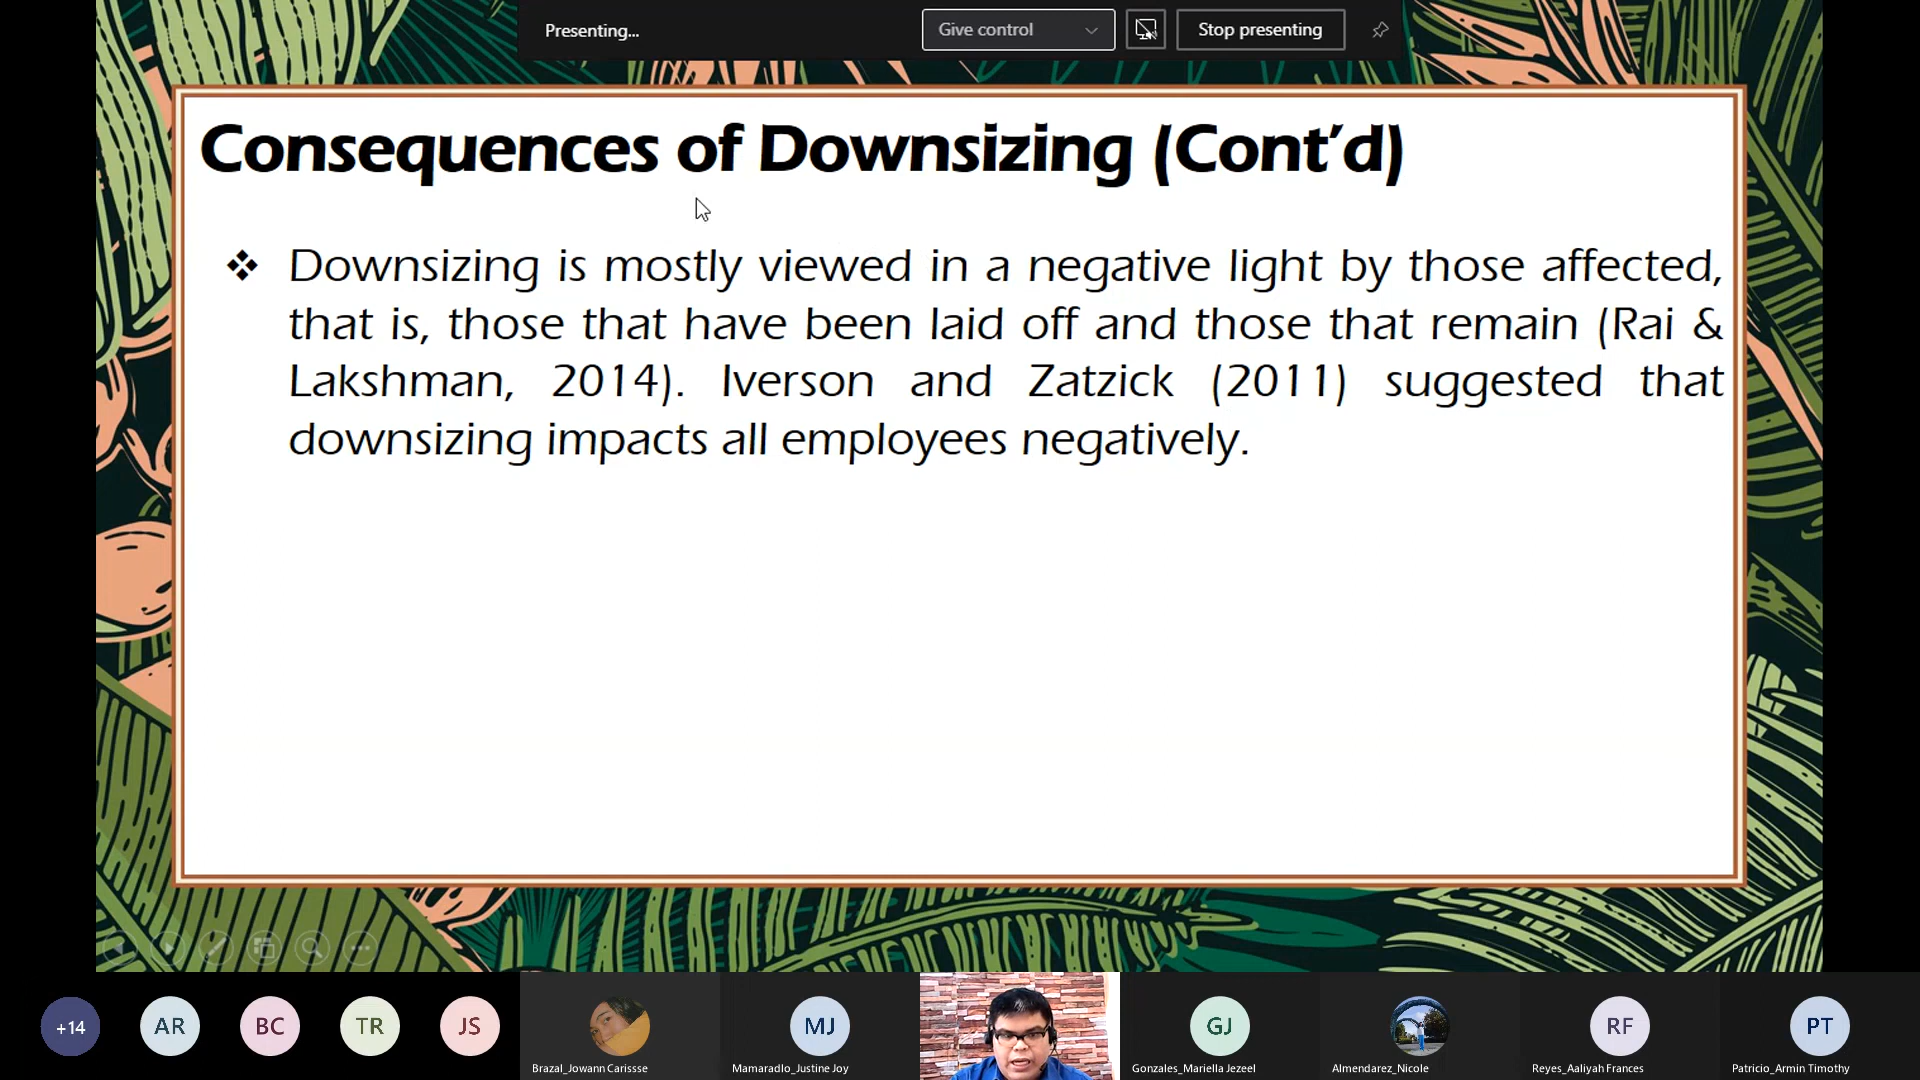 Presenting...
Give control
Stop presenting
Consequences of Downsizing (Cont’d)
❖ Downsizing is mostly viewed in a negative light by those affected,
that is, those that have been laid off and those that remain (Rai &
Lakshman, 2014). Iverson and Zatzick (2011) suggested that
downsizing impacts all employees negatively.
+14
AR
BC
TR
JS
MJ
GJ
RF
PT
Brazal_Jowann Carissse
Mamaradlo_Justine Joy
Gonzales_Mariella Jezeel
Almendarez_Nicole
Reyes_Aaliyah Frances
Patricio_Armin Timothy